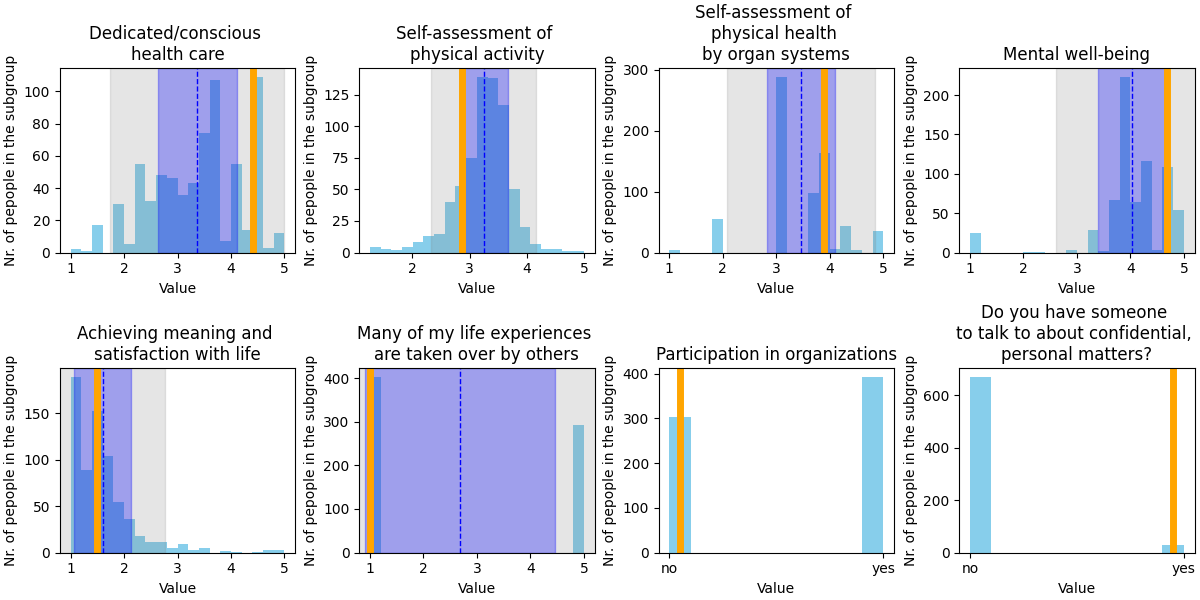 Dedicated/conscious
health care
Nr. of pepople in the subgroup
100
80
60
40
20
0
1 2 3 4 5
Value
Self-assessment of
physical activity
Nr. of pepople in the subgroup
125
100
75
50
25
0
2 3 4 5
Value
Self-assessment of
physical health
by organ systems
Nr. of pepople in the subgroup
300
200
100
0
1 2 3 4 5
Value
Mental well-being
Nr. of pepople in the subgroup
200
150
100
50
0
1 2 3 4 5
Value
Achieving meaning and
satisfaction with life
Nr. of pepople in the subgroup
150
100
50
0
1 2 3 4 5
Value
Many of my life experiences
are taken over by others
Nr. of pepople in the subgroup
400
300
200
100
0
1 2 3 4 5
Value
Participation in organizations
Nr. of pepople in the subgroup
400
300
200
100
0
no yes
Value
Do you have someone
to talk to about confidential,
personal matters?
Nr. of pepople in the subgroup
600
400
200
0
no yes
Value